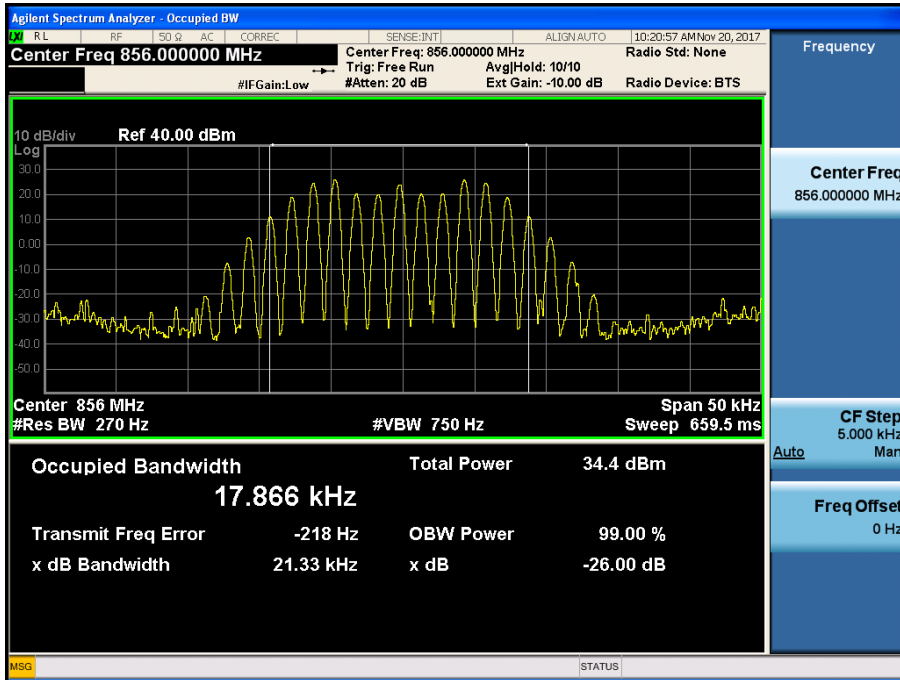 Agilent Spectrum Analyzer - Occupied BW
LXI RL RF 50 Ω AC CORREC SENSE:INT ALIGN AUTO 10:20:57 AM Nov 20, 2017
Center Freq 856.000000 MHz Center Freq: 856.000000 MHz Radio Std: None
Trig: Free Run Avg|Hold: 10/10
#IFGain:Low #Atten: 20 dB Ext Gain: -10.00 dB Radio Device: BTS
Frequency
10 dB/div Ref 40.00 dBm
Log
30.0
20.0
10.0
0.00
-10.0
-20.0
-30.0
-40.0
-50.0
Center 856 MHz Span 50 kHz
#Res BW 270 Hz #VBW 750 Hz Sweep 659.5 ms
Occupied Bandwidth Total Power 34.4 dBm
17.866 kHz
Transmit Freq Error -218 Hz OBW Power 99.00 %
x dB Bandwidth 21.33 kHz x dB -26.00 dB
Center Freq
856.000000 MHz
CF Step
5.000 kHz
Auto Man
Freq Offset
0 Hz
MSG STATUS